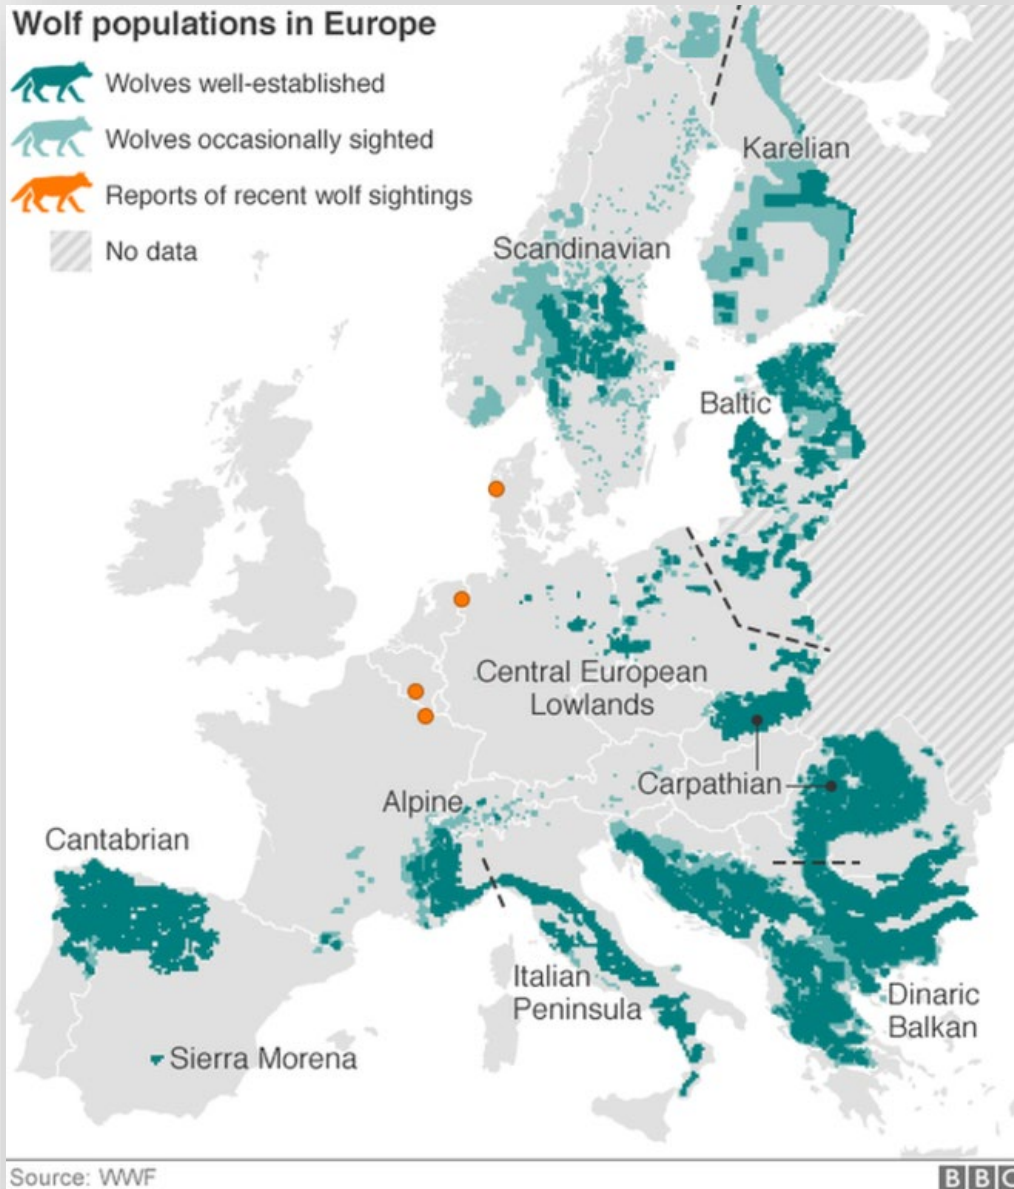 Wolf populations in Europe
Wolves well-established
Wolves occasionally sighted
Reports of recent wolf sightings
No data
Karelian
Scandinavian
Baltic
Central European
Lowlands
Carpathian
Alpine
Cantabrian
Italian
Peninsula
Dinaric
Balkan
Sierra Morena
Source: WWF
BBC